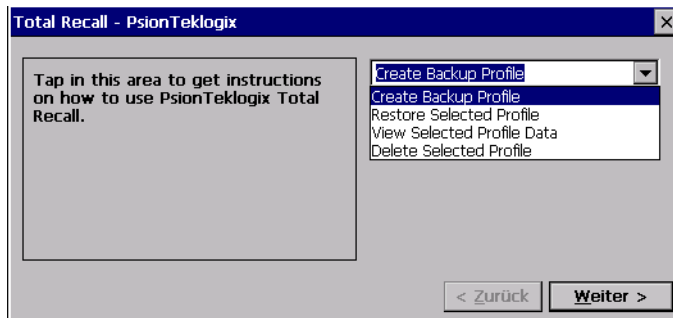 Total Recall - PsionTeklogix
Tap in this area to get instructions
on how to use PsionTeklogix Total
Recall.
Create Backup Profile
Create Backup Profile
Restore Selected Profile
View Selected Profile Data
Delete Selected Profile
< Zurück
Weiter >